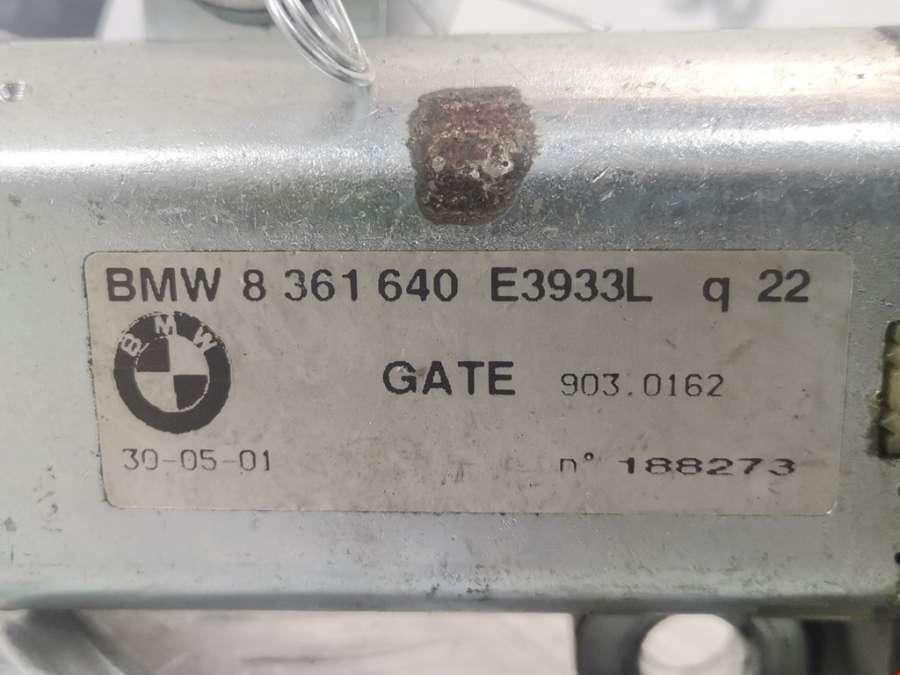 BMW 8 361 640 E3933L q 22
BMW
GATE 903.0162
30-05-01 n° 188273